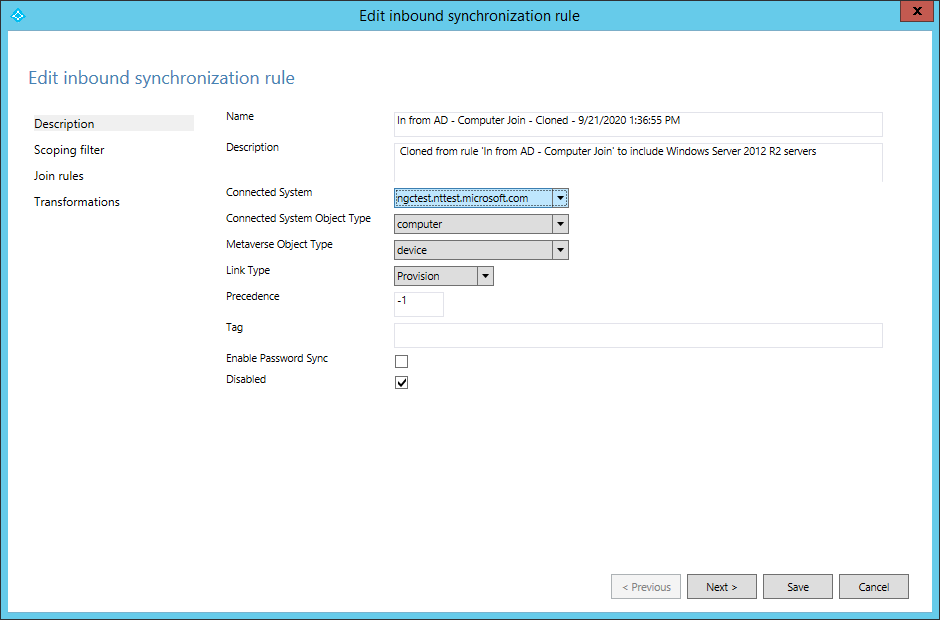 Edit inbound synchronization rule
X
Edit inbound synchronization rule
Description
Scoping filter
Join rules
Transformations
Name
In from AD - Computer Join - Cloned - 9/21/2020 1:36:55 PM
Description
Cloned from rule 'In from AD - Computer Join' to include Windows Server 2012 R2 servers
Connected System
ngctest.nttest.microsoft.com
Connected System Object Type
computer
Metaverse Object Type
device
Link Type
Provision
Precedence
-1
Tag
Enable Password Sync
Disabled
< Previous
Next >
Save
Cancel